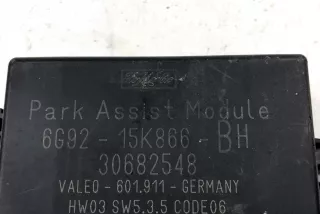 Park Assist Module
6G92 - 15K866 - BH
30682548
VALEO - 601.911 - GERMANY
HW03 SW5.3.5 CODE06